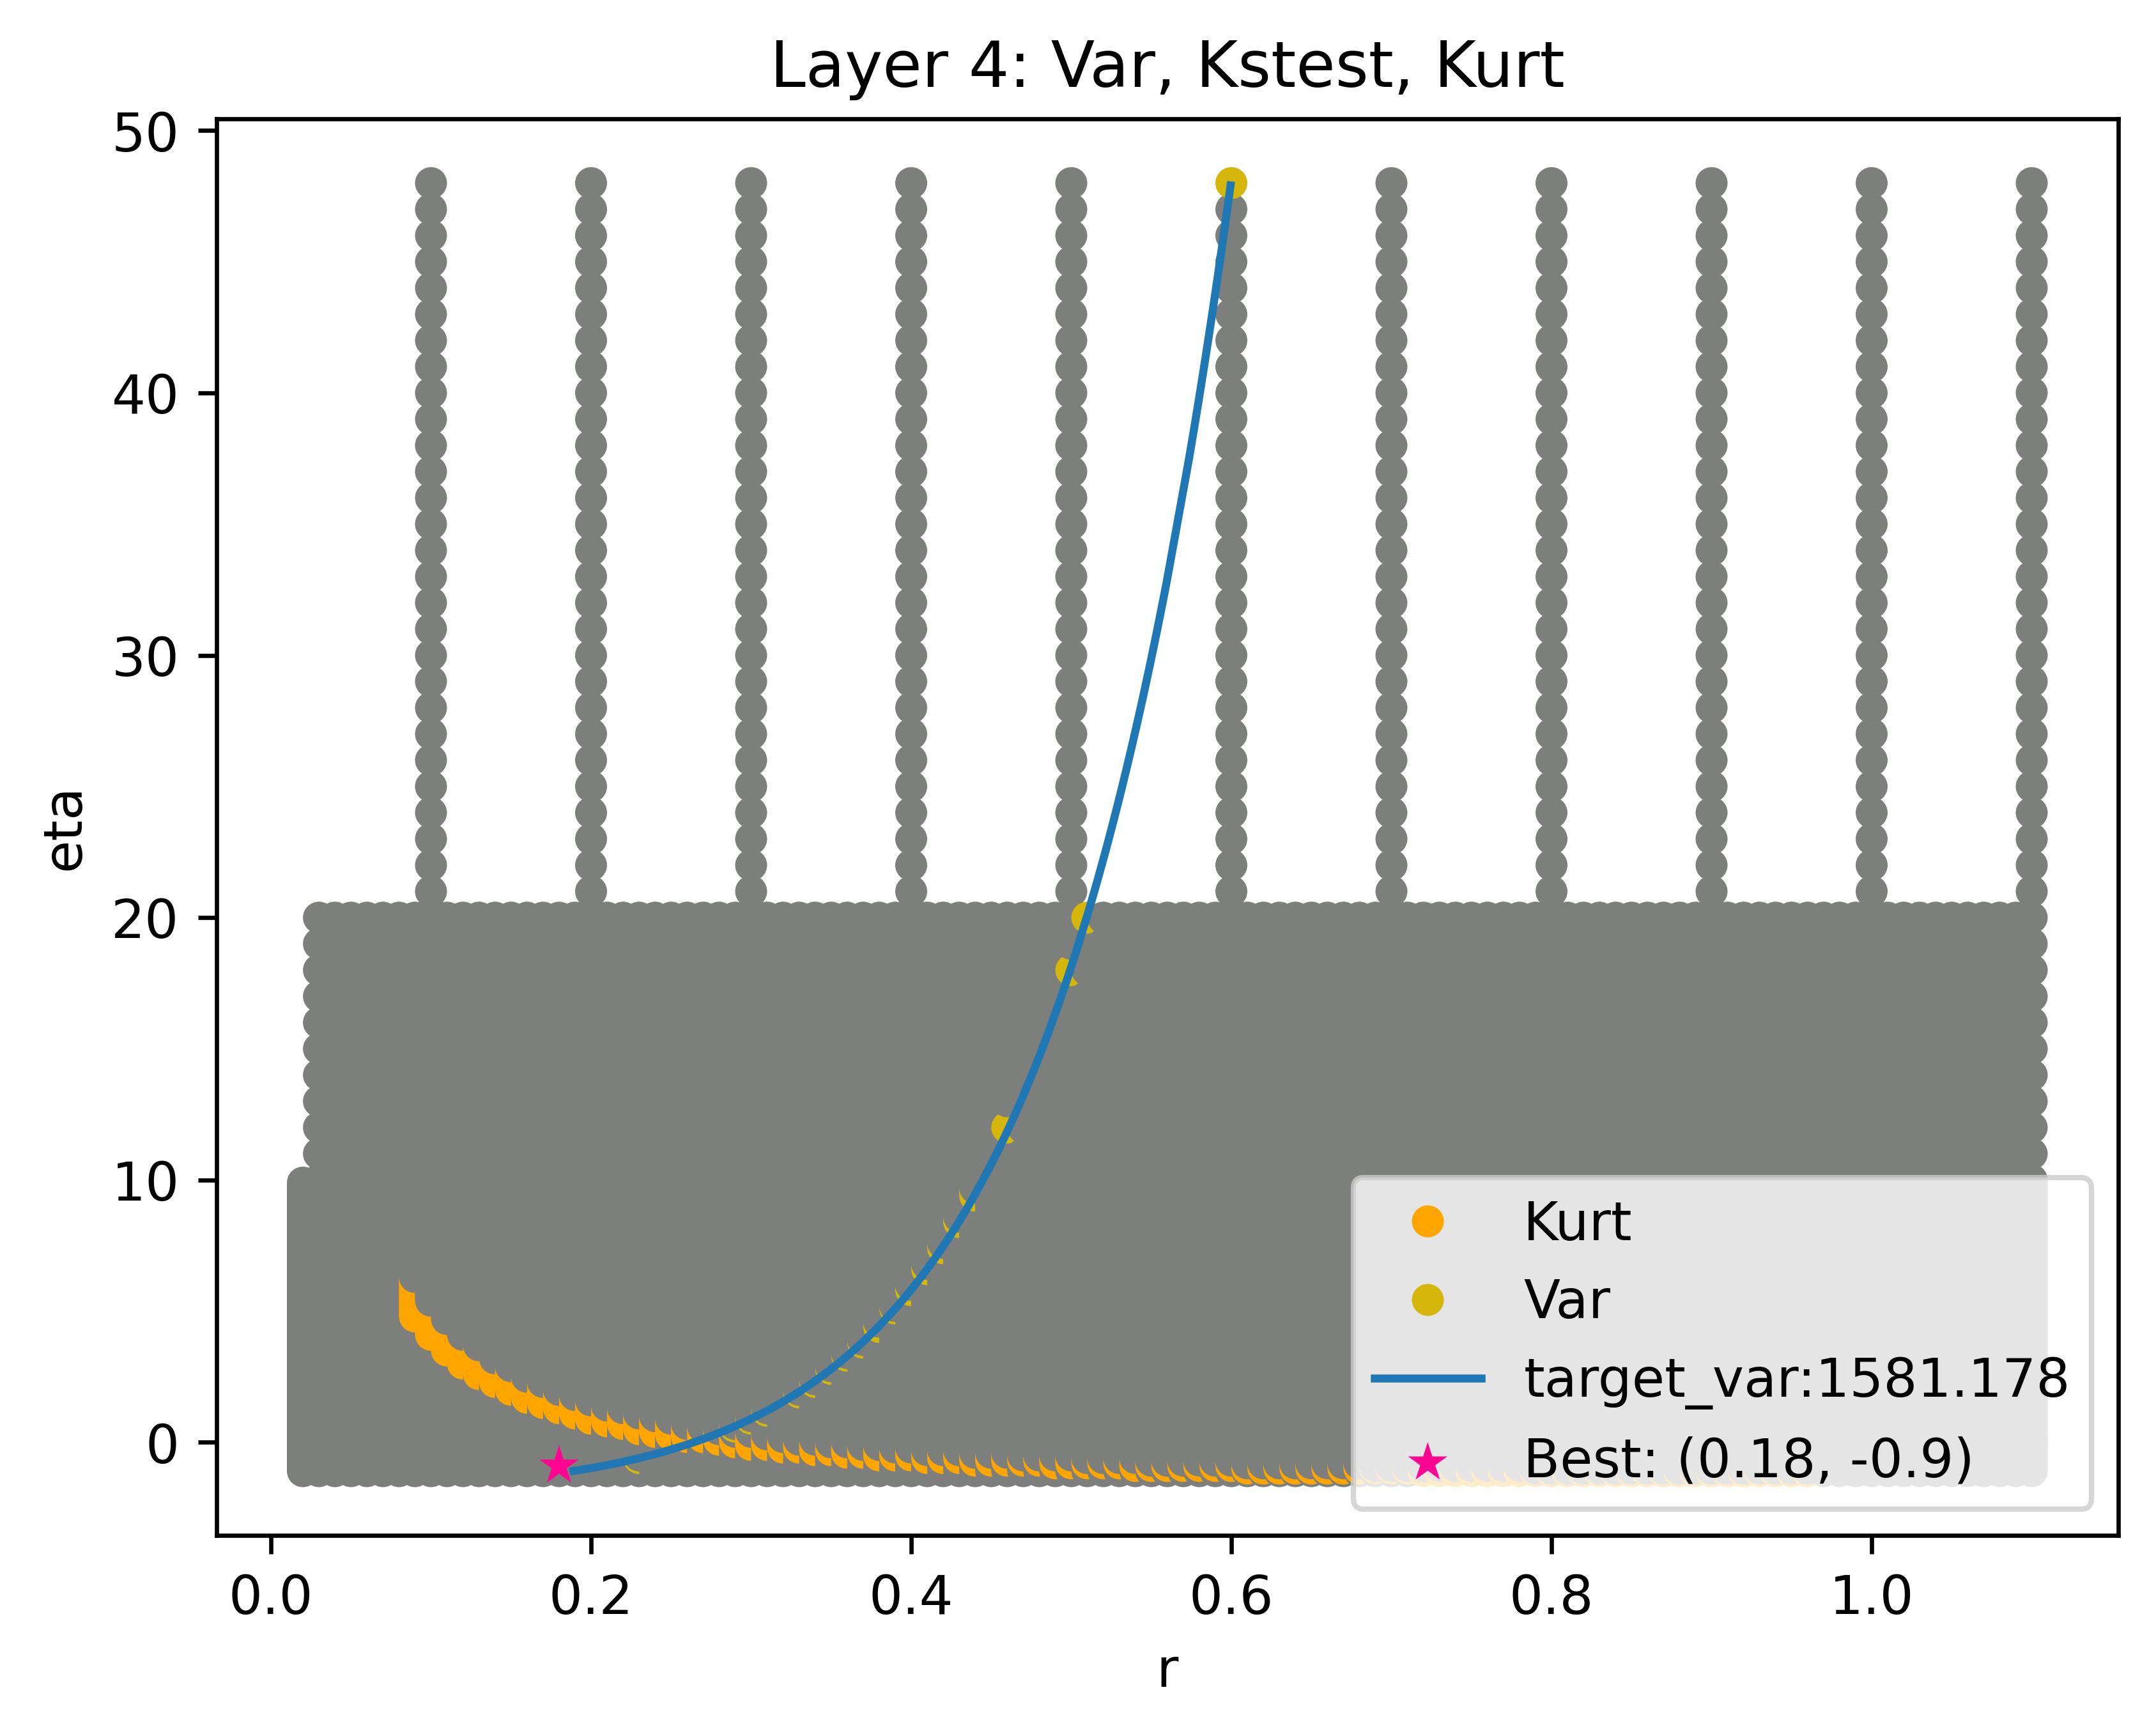 Layer 4: Var, Kstest, Kurt
50
40
30
20
10
0
eta
Kurt
Var
target_var:1581.178
Best: (0.18, -0.9)
0.0 0.2 0.4 0.6 0.8 1.0
r